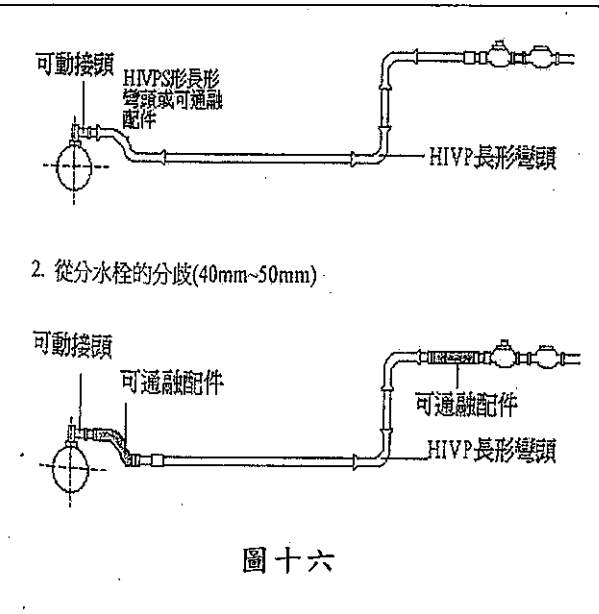 可動接頭
HIVPS形長形
彎頭或可通融
配件
HIVP長形彎頭
2. 從分水栓的分歧(40mm~50mm)
可動接頭
可通融配件
可通融配件
HIVP長形彎頭
圖十六